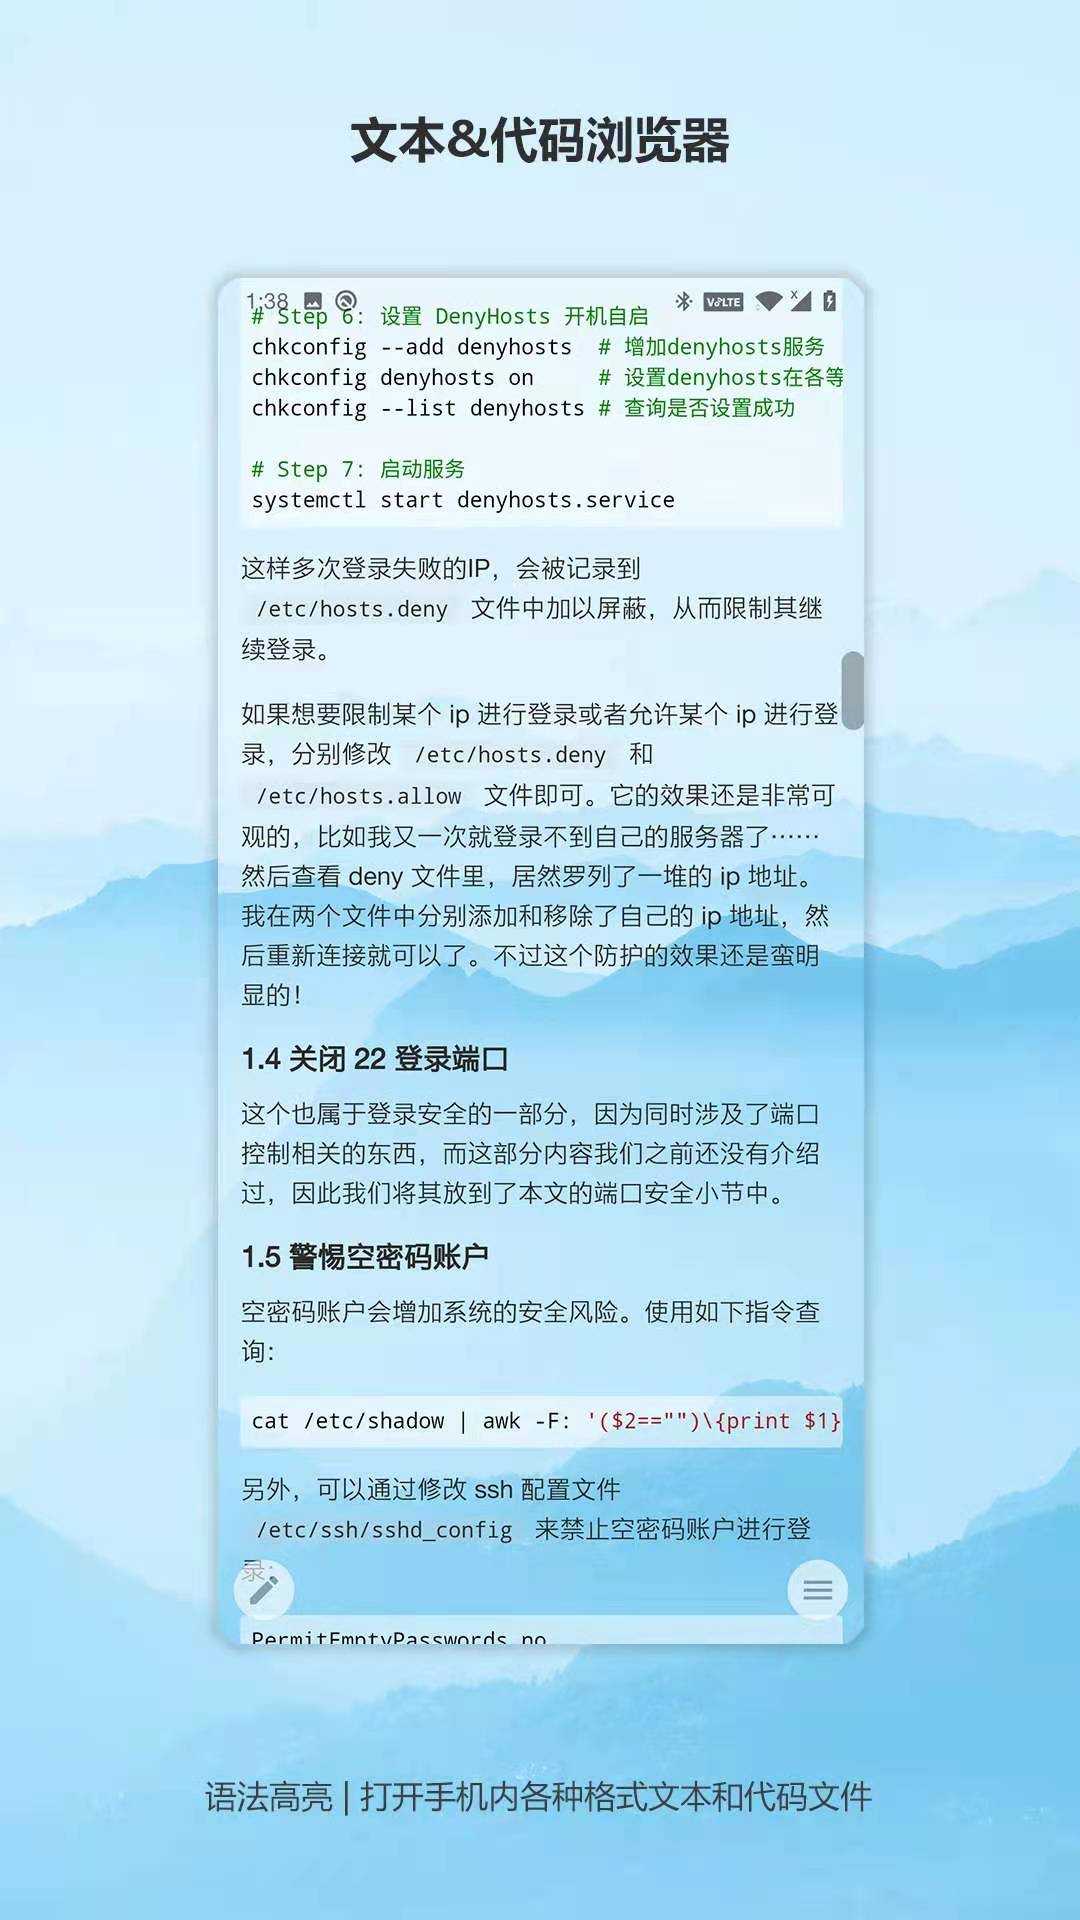 文本&代码浏览器
1:38
VoLTE
x
# Step 6: 设置 DenyHosts 开机自启
chkconfig --add denyhosts  # 增加denyhosts服务
chkconfig denyhosts on     # 设置denyhosts在各等
chkconfig --list denyhosts # 查询是否设置成功
# Step 7: 启动服务
systemctl start denyhosts.service
这样多次登录失败的IP，会被记录到
/etc/hosts.deny 文件中加以屏蔽，从而限制其继
续登录。
如果想要限制某个 ip 进行登录或者允许某个 ip 进行登
录，分别修改 /etc/hosts.deny 和
/etc/hosts.allow 文件即可。它的效果还是非常可
观的，比如我又一次就登录不到自己的服务器了……
然后查看 deny 文件里，居然罗列了一堆的 ip 地址。
我在两个文件中分别添加和移除了自己的 ip 地址，然
后重新连接就可以了。不过这个防护的效果还是蛮明
显的！
1.4 关闭 22 登录端口
这个也属于登录安全的一部分，因为同时涉及了端口
控制相关的东西，而这部分内容我们之前还没有介绍
过，因此我们将其放到了本文的端口安全小节中。
1.5 警惕空密码账户
空密码账户会增加系统的安全风险。使用如下指令查
询：
cat /etc/shadow | awk -F: '($2=="")\{print $1}
另外，可以通过修改 ssh 配置文件
/etc/ssh/sshd_config 来禁止空密码账户进行登
录：
PermitEmptyPasswords no
语法高亮 | 打开手机内各种格式文本和代码文件